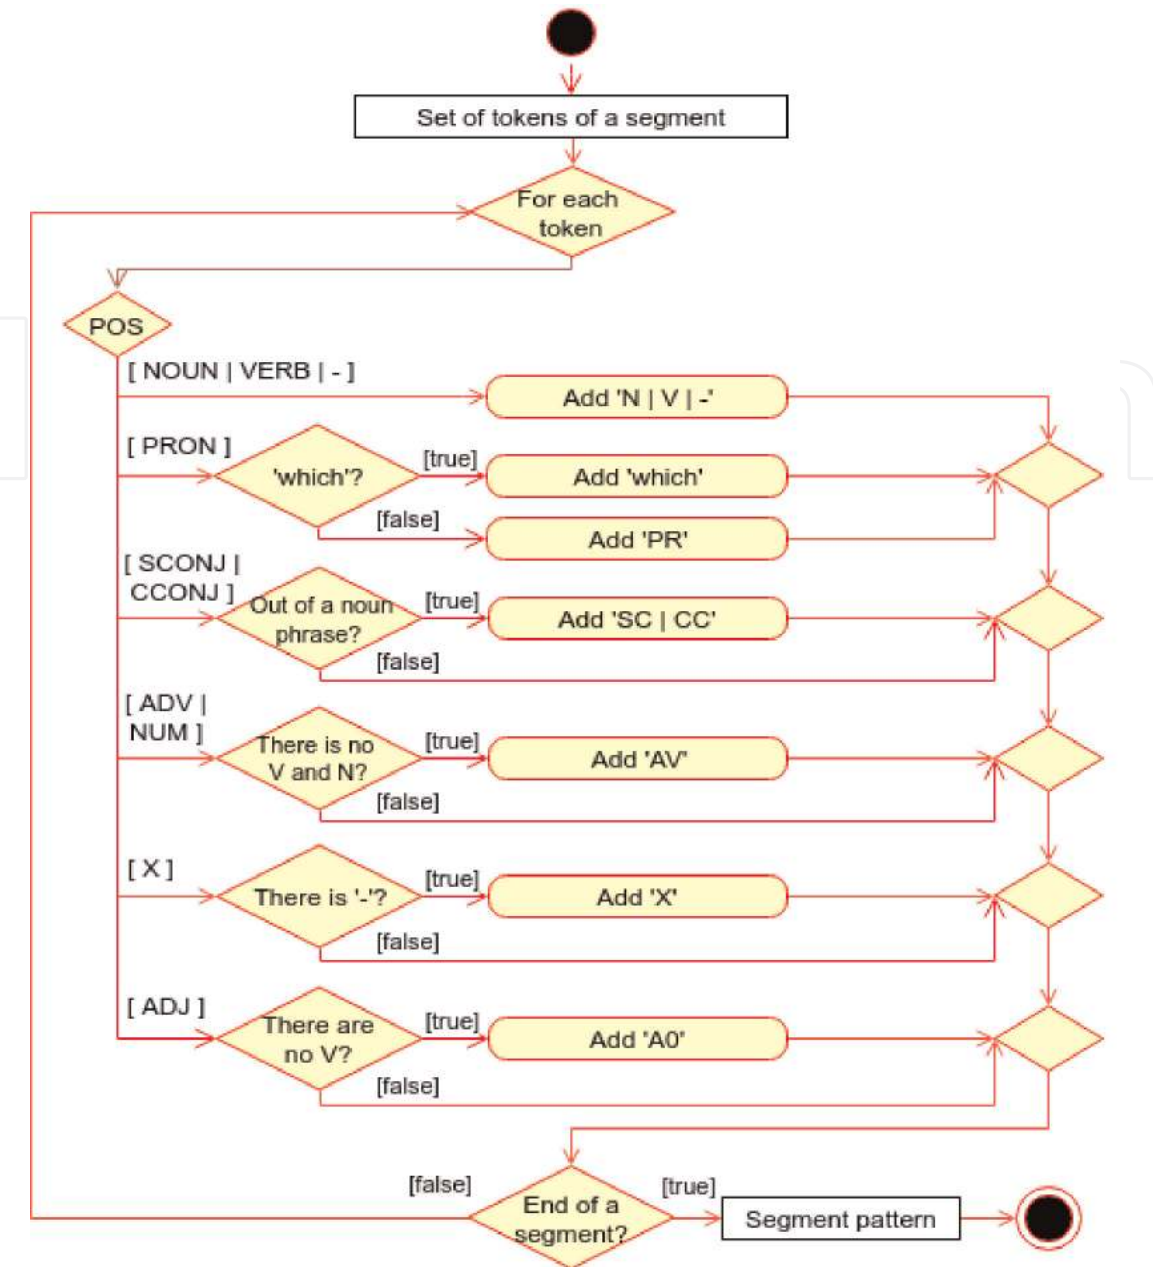 Set of tokens of a segment
For each
token
POS
[ NOUN | VERB | - ]
Add 'N | V | -'
[ PRON ]
'which'?
[true]
Add 'which'
[false]
Add 'PR'
[ SCONJ |
CCONJ ]
Out of a noun
phrase?
[true]
Add 'SC | CC'
[false]
[ ADV |
NUM ]
There is no
V and N?
[true]
Add 'AV'
[false]
[ X ]
There is '-'?
[true]
Add 'X'
[false]
[ ADJ ]
There are
no V?
[true]
Add 'A0'
[false]
[false]
End of a
segment?
[true]
Segment pattern